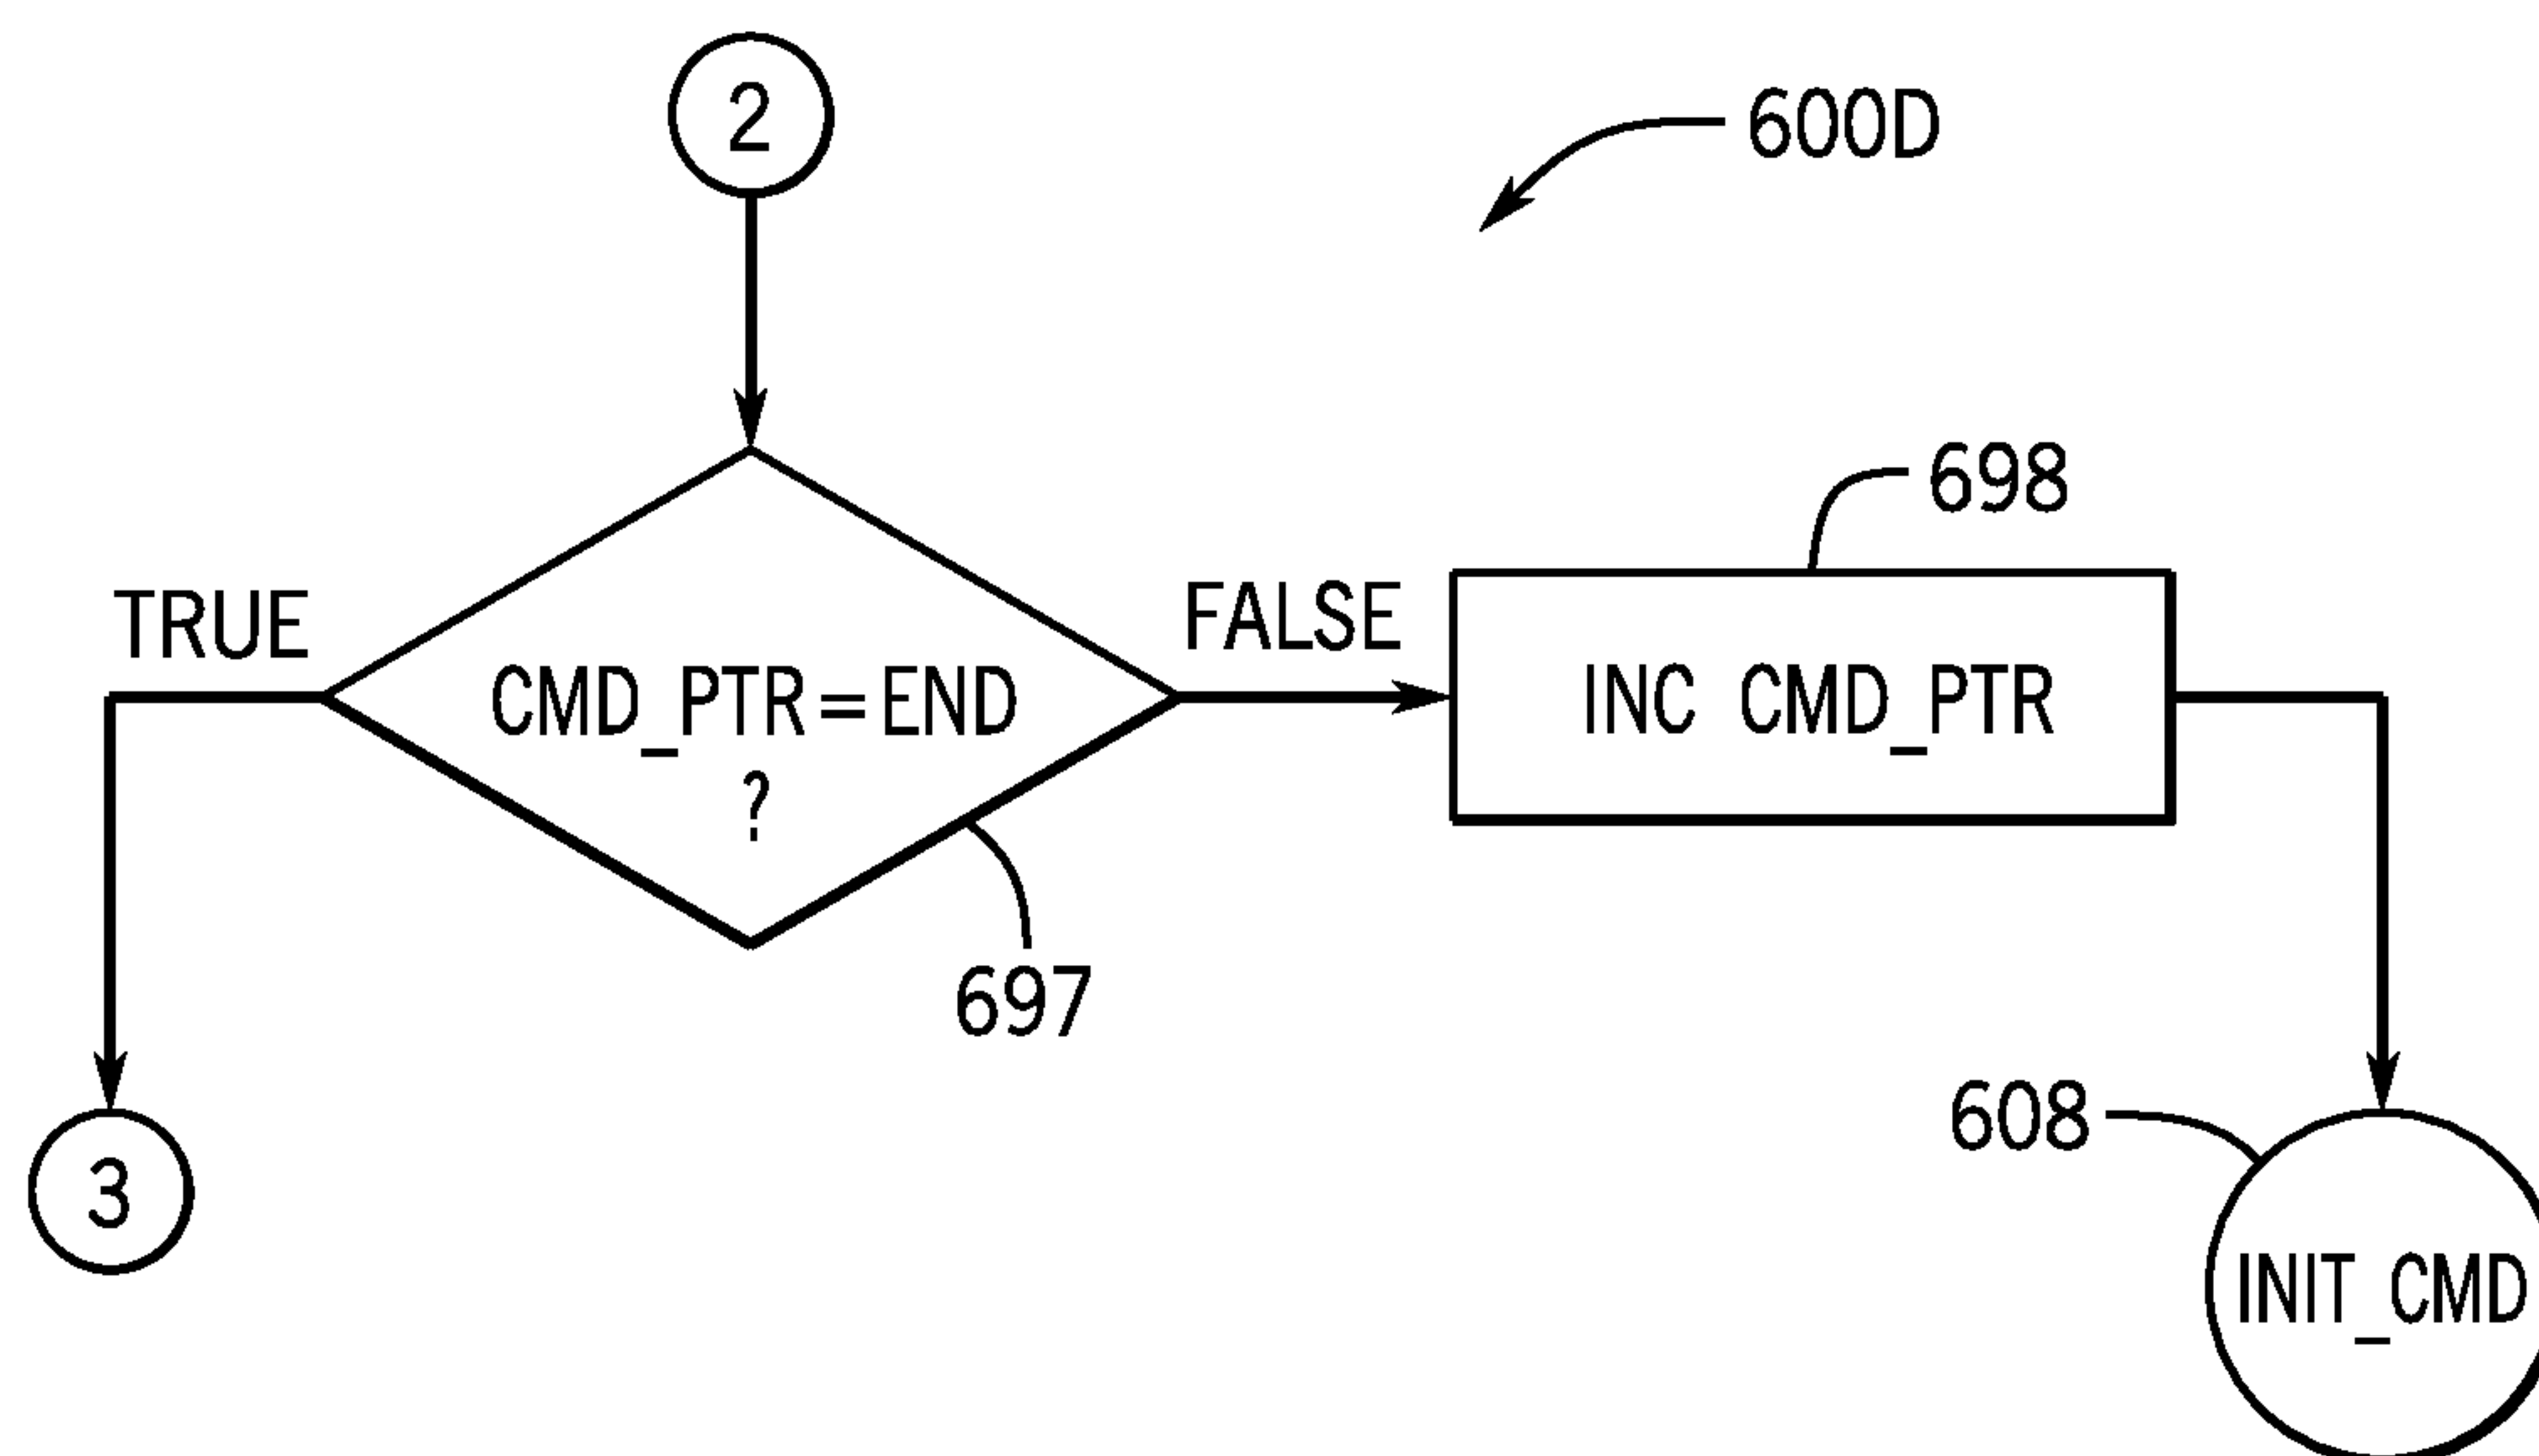 2
600D
698
TRUE
FALSE
CMD_PTR=END
?
INC CMD_PTR
697
608
3
INIT_CMD